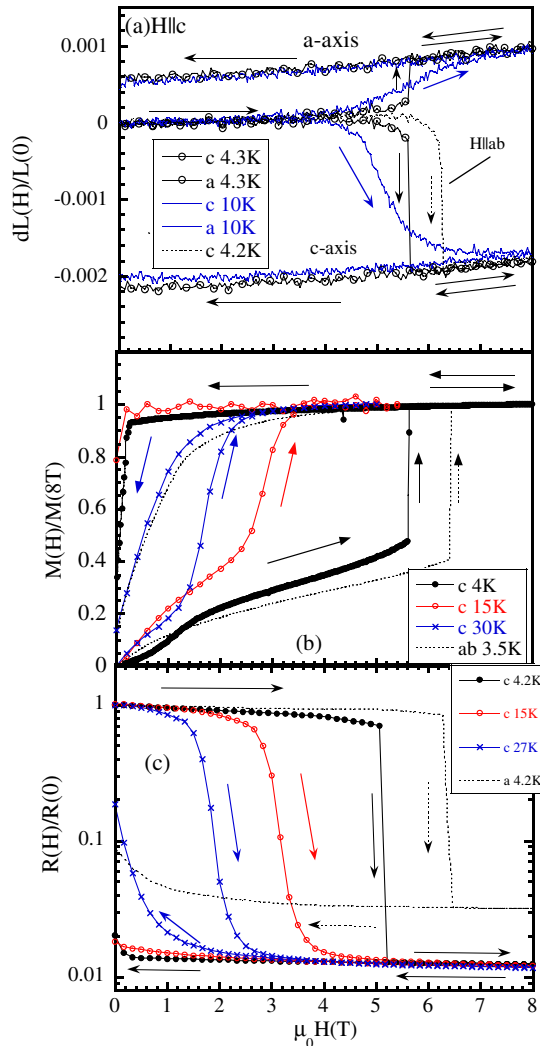 (a)H||c
a-axis
0.001
0
-0.001
-0.002
dL(H)/L(0)
c 4.3K
a 4.3K
c 10K
a 10K
c 4.2K
H||ab
c-axis
1
0.8
0.6
0.4
0.2
0
M(H)/M(8T)
c 4K
c 15K
c 30K
ab 3.5K
(b)
c 4.2K
c 15K
c 27K
a 4.2K
(c)
1
0.1
0.01
R(H)/R(0)
0 1 2 3 4 5 6 7 8
μ₀H(T)